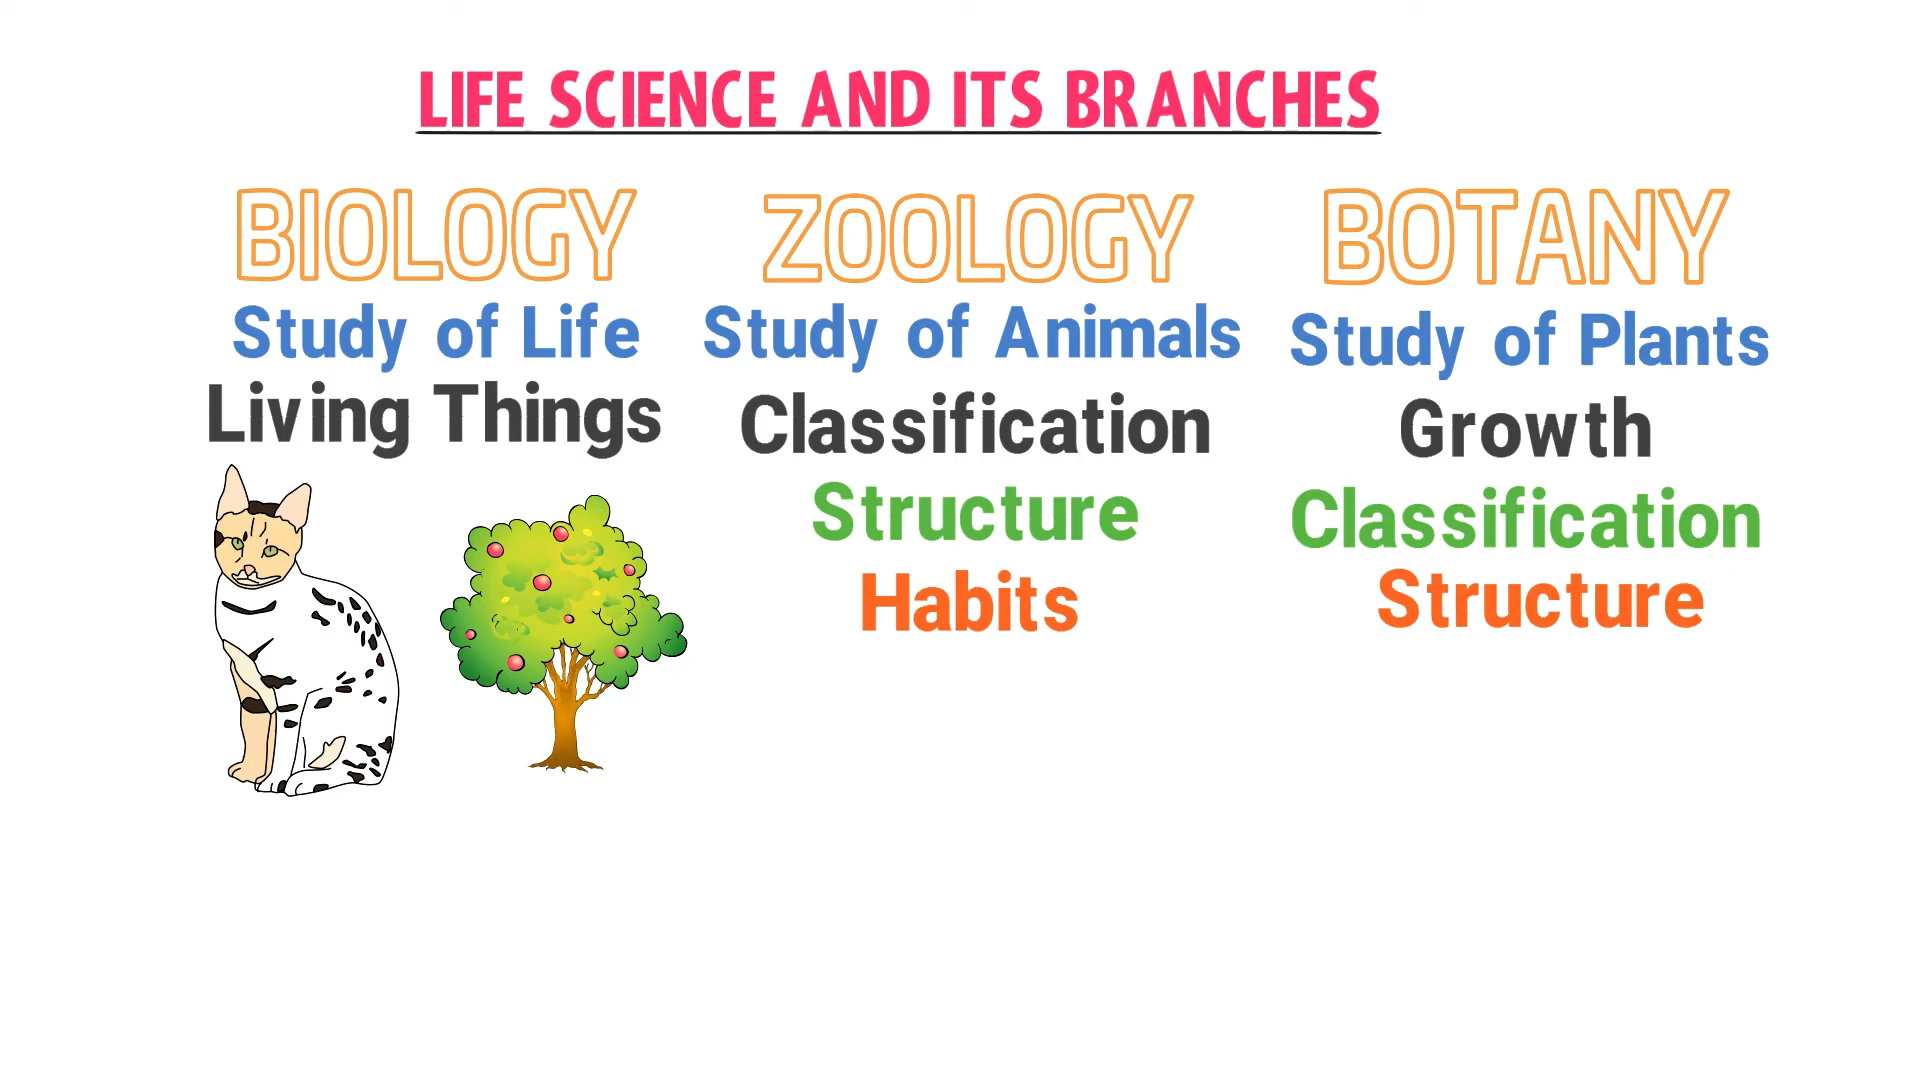 LIFE SCIENCE AND ITS BRANCHES
BIOLOGY
Study of Life
Living Things
ZOOLOGY
Study of Animals
Classification
Structure
Habits
BOTANY
Study of Plants
Growth
Classification
Structure